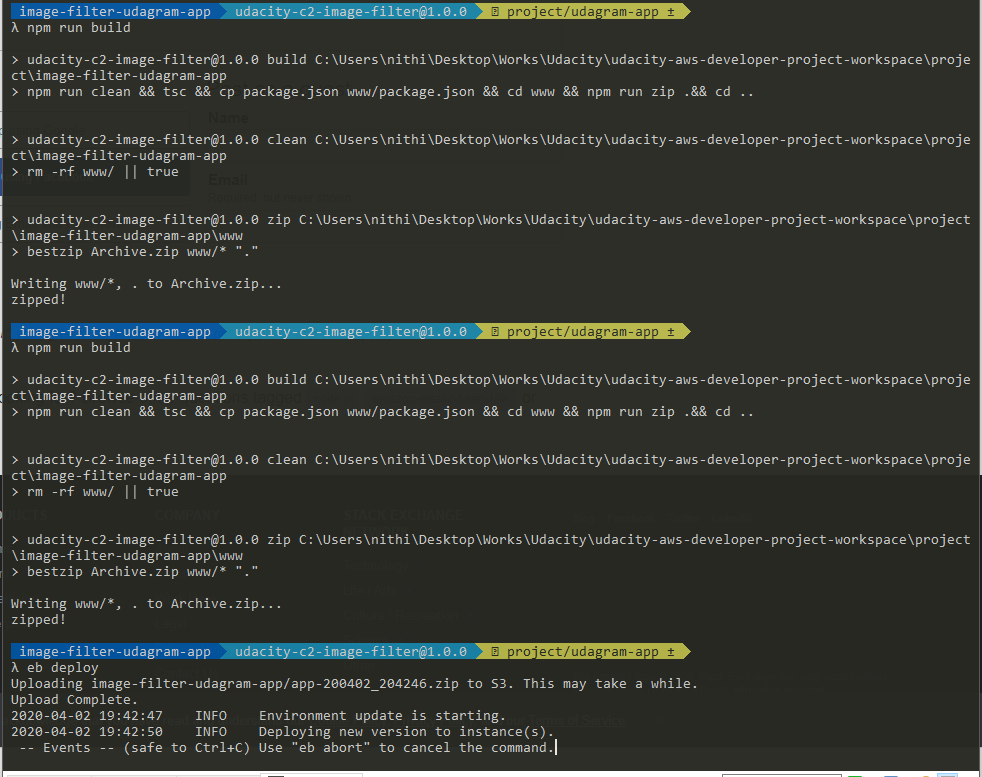 image-filter-udagram-app udacity-c2-image-filter@1.0.0 project/udagram-app ±
λ npm run build
> udacity-c2-image-filter@1.0.0 build C:\Users\nithi\Desktop\Works\Udacity\udacity-aws-developer-project-workspace\proje
ct\image-filter-udagram-app
> npm run clean && tsc && cp package.json www/package.json && cd www && npm run zip .&& cd ..
Name
> udacity-c2-image-filter@1.0.0 clean C:\Users\nithi\Desktop\Works\Udacity\udacity-aws-developer-project-workspace\proje
ct\image-filter-udagram-app
> rm -rf www/ || true
Email
> udacity-c2-image-filter@1.0.0 zip C:\Users\nithi\Desktop\Works\Udacity\udacity-aws-developer-project-workspace\project
\image-filter-udagram-app\www
> bestzip Archive.zip www/* "."
Writing www/*, . to Archive.zip...
zipped!
image-filter-udagram-app udacity-c2-image-filter@1.0.0 project/udagram-app ±
λ npm run build
> udacity-c2-image-filter@1.0.0 build C:\Users\nithi\Desktop\Works\Udacity\udacity-aws-developer-project-workspace\proje
ct\image-filter-udagram-app
> npm run clean && tsc && cp package.json www/package.json && cd www && npm run zip .&& cd ..
> udacity-c2-image-filter@1.0.0 clean C:\Users\nithi\Desktop\Works\Udacity\udacity-aws-developer-project-workspace\proje
ct\image-filter-udagram-app
> rm -rf www/ || true
COMPANY STACK EXCHANGE
> udacity-c2-image-filter@1.0.0 zip C:\Users\nithi\Desktop\Works\Udacity\udacity-aws-developer-project-workspace\project
\image-filter-udagram-app\www
> bestzip Archive.zip www/* "."
Writing www/*, . to Archive.zip...
zipped!
image-filter-udagram-app udacity-c2-image-filter@1.0.0 project/udagram-app ±
λ eb deploy
Uploading image-filter-udagram-app/app-200402_204246.zip to S3. This may take a while.
Upload Complete.
2020-04-02 19:42:47 INFO Environment update is starting.
2020-04-02 19:42:50 INFO Deploying new version to instance(s).
-- Events -- (safe to Ctrl+C) Use "eb abort" to cancel the command.